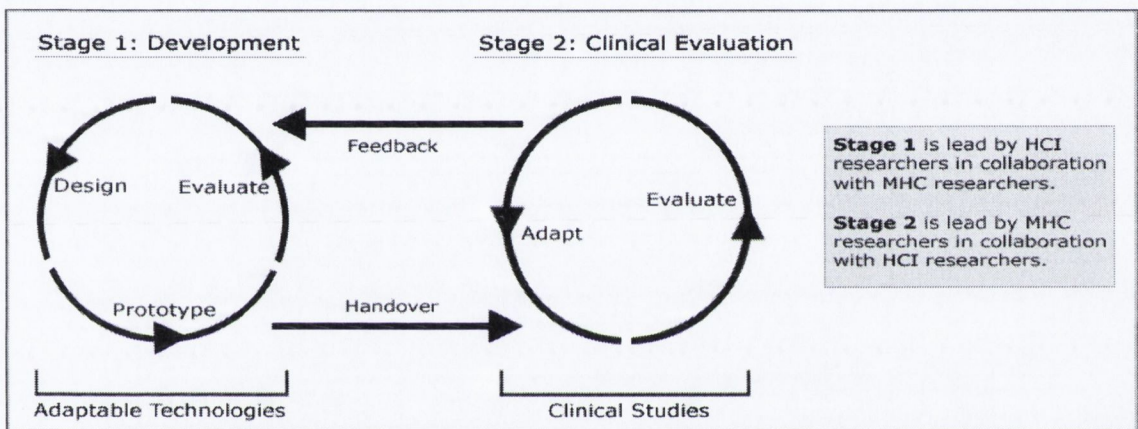 Stage 1: Development
Stage 2: Clinical Evaluation
Feedback
Design
Evaluate
Prototype
Handover
Adapt
Evaluate
Adaptable Technologies
Clinical Studies
Stage 1 is lead by HCI
researchers in collaboration
with MHC researchers.
Stage 2 is lead by MHC
researchers in collaboration
with HCI researchers.